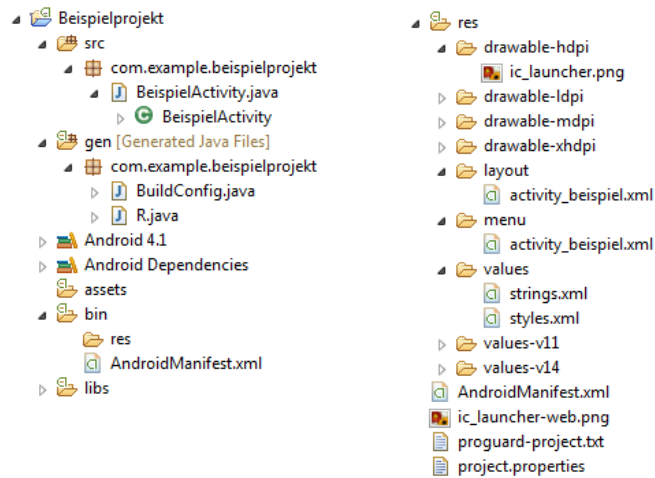 Beispielprojekt
src
com.example.beispielprojekt
BeispielActivity.java
BeispielActivity
gen [Generated Java Files]
com.example.beispielprojekt
BuildConfig.java
R.java
Android 4.1
Android Dependencies
assets
bin
res
AndroidManifest.xml
libs
res
drawable-hdpi
ic_launcher.png
drawable-ldpi
drawable-mdpi
drawable-xhdpi
layout
activity_beispiel.xml
menu
activity_beispiel.xml
values
strings.xml
styles.xml
values-v11
values-v14
AndroidManifest.xml
ic_launcher-web.png
proguard-project.txt
project.properties